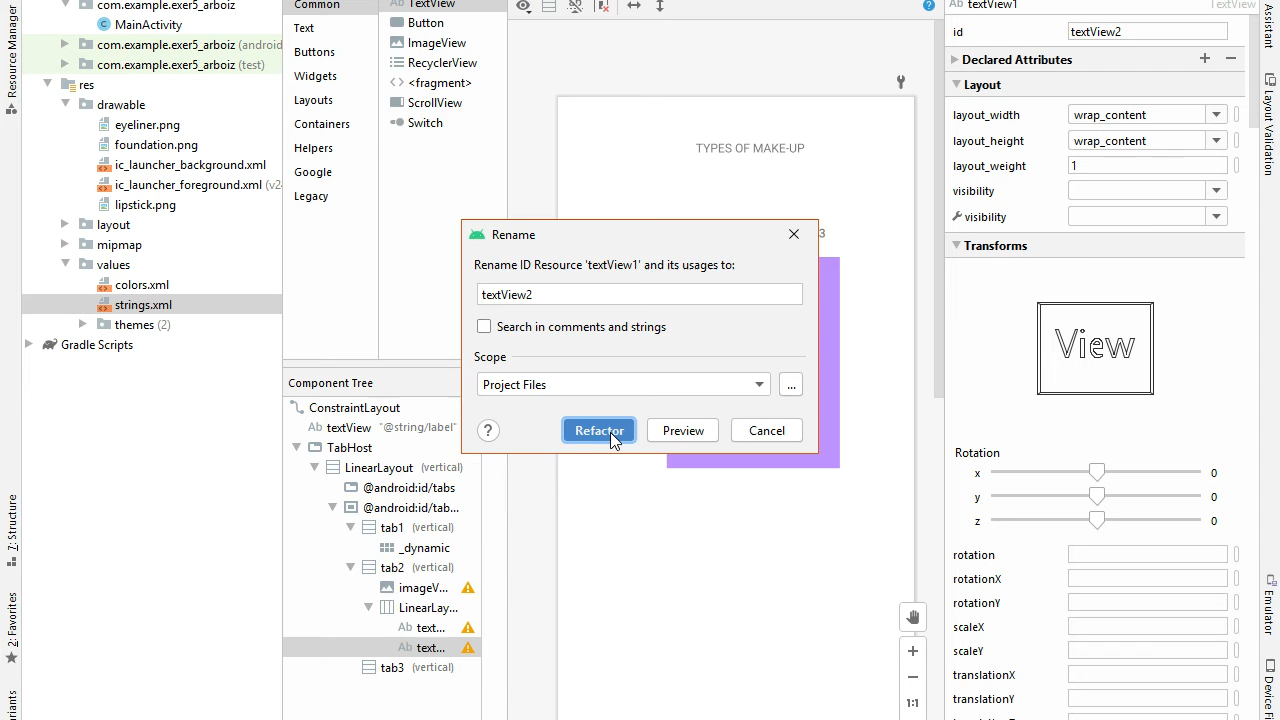 Resource Manager
com.example.exer5_arboiz
MainActivity
com.example.exer5_arboiz (android
com.example.exer5_arboiz (test)
res
drawable
eyeliner.png
foundation.png
ic_launcher_background.xml
ic_launcher_foreground.xml (v2
lipstick.png
layout
mipmap
values
colors.xml
strings.xml
themes (2)
Gradle Scripts
7: Structure
2: Favorites
Common
Text
Buttons
Widgets
Layouts
Containers
Helpers
Google
Legacy
Ab TextView
Button
ImageView
RecyclerView
<> <fragment>
ScrollView
Switch
Component Tree
ConstraintLayout
Ab textView "@string/label"
TabHost
LinearLayout (vertical)
@android:id/tabs
@android:id/tab...
tab1 (vertical)
_dynamic
tab2 (vertical)
imageV...
LinearLay...
Ab text...
Ab text...
tab3 (vertical)
?
TYPES OF MAKE-UP
3
Rename
Rename ID Resource 'textView1' and its usages to:
textView2
Search in comments and strings
Scope
Project Files
...
?
Refactor
Preview
Cancel
1:1
Ab textView1
TextView
id
textView2
Declared Attributes
Layout
layout_width
wrap_content
layout_height
wrap_content
layout_weight
1
visibility
visibility
Transforms
View
Rotation
x
0
y
0
z
0
rotation
rotationX
rotationY
scaleX
scaleY
translationX
translationY
Assistant
Layout Validation
Emulator